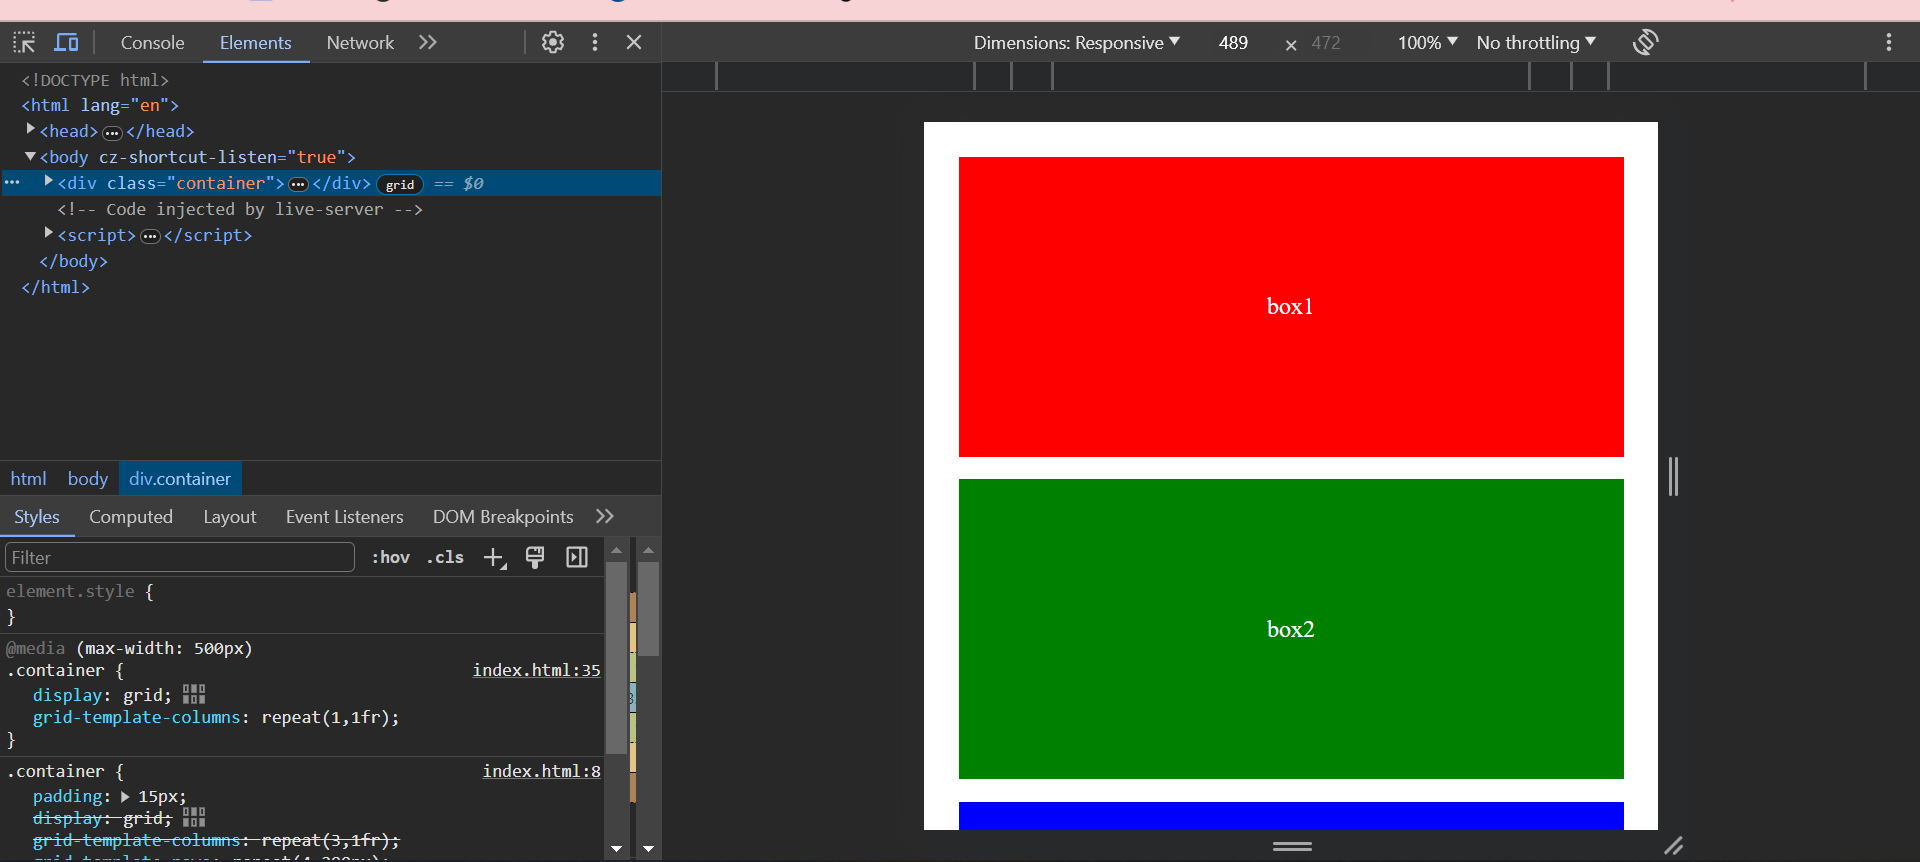 Console Elements Network
Dimensions: Responsive 489 × 472 100% No throttling
<!DOCTYPE html>
<html lang="en">
<head> </head>
<body cz-shortcut-listen="true">
<div class="container"> </div> grid == $0
<!-- Code injected by live-server -->
<script> </script>
</body>
</html>
html body div.container
Styles Computed Layout Event Listeners DOM Breakpoints
Filter :hov .cls
element.style {
}
@media (max-width: 500px)
.container { index.html:35
display: grid;
grid-template-columns: repeat(1,1fr);
}
.container { index.html:8
padding: 15px;
display: grid;
grid-template-columns: repeat(3,1fr);
box1
box2